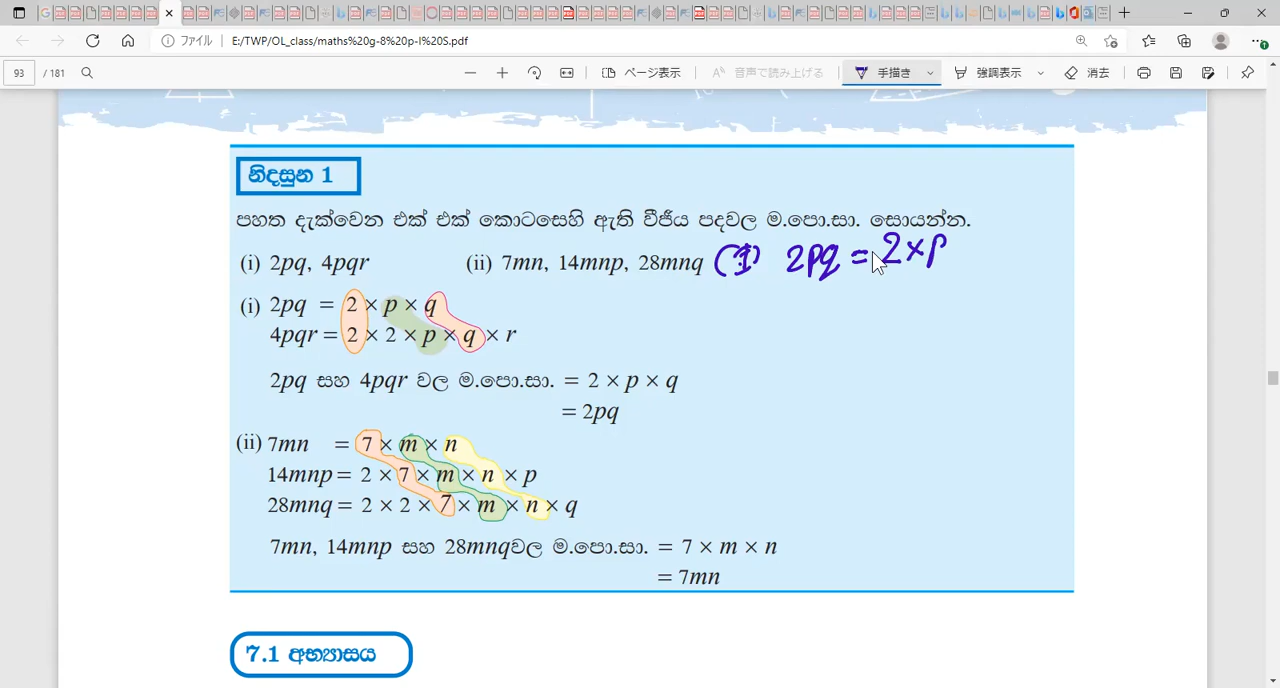 ファイル E:/TWP/OL_class/maths%20g-8%20p-I%20S.pdf
93 / 181 ページ表示 音声で読み上げる 手描き 強調表示 消去
නිදසුන 1
පහත දැක්වෙන එක් එක් කොටසෙහි ඇති වීජීය පදවල ම.පො.සා. සොයන්න.
(i) 2pq, 4pqr (ii) 7mn, 14mnp, 28mnq (I) 2pq = 2 × p
(i) 2pq = 2 × p × q
4pqr = 2 × 2 × p × q × r
2pq සහ 4pqr වල ම.පො.සා. = 2 × p × q
= 2pq
(ii) 7mn = 7 × m × n
14mnp = 2 × 7 × m × n × p
28mnq = 2 × 2 × 7 × m × n × q
7mn, 14mnp සහ 28mnqවල ම.පො.සා. = 7 × m × n
= 7mn
7.1 අභ්‍යාසය